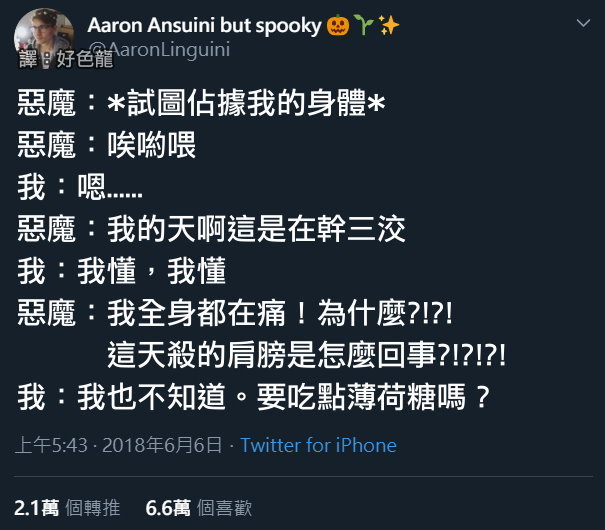 Aaron Ansuini but spooky 🎃🌱✨
@AaronLinguini
譯：好色龍
惡魔：*試圖佔據我的身體*
惡魔：唉喲喂
我：嗯......
惡魔：我的天啊這是在幹三洨
我：我懂，我懂
惡魔：我全身都在痛！為什麼?!?!
這天殺的肩膀是怎麼回事?!?!?!
我：我也不知道。要吃點薄荷糖嗎？
上午5:43 · 2018年6月6日 · Twitter for iPhone
2.1萬 個轉推 6.6萬 個喜歡